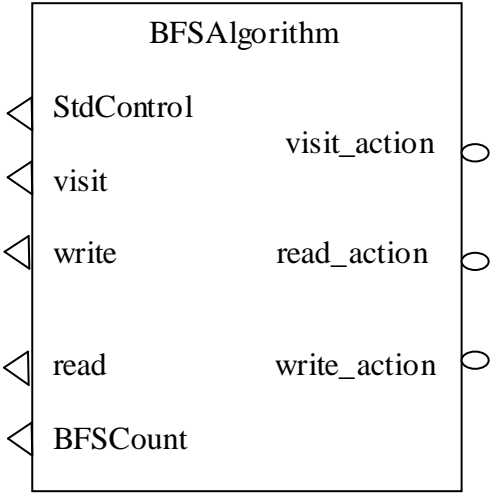 BFSAlgorithm
StdControl
visit_action
visit
write
read_action
read
write_action
BFSCount